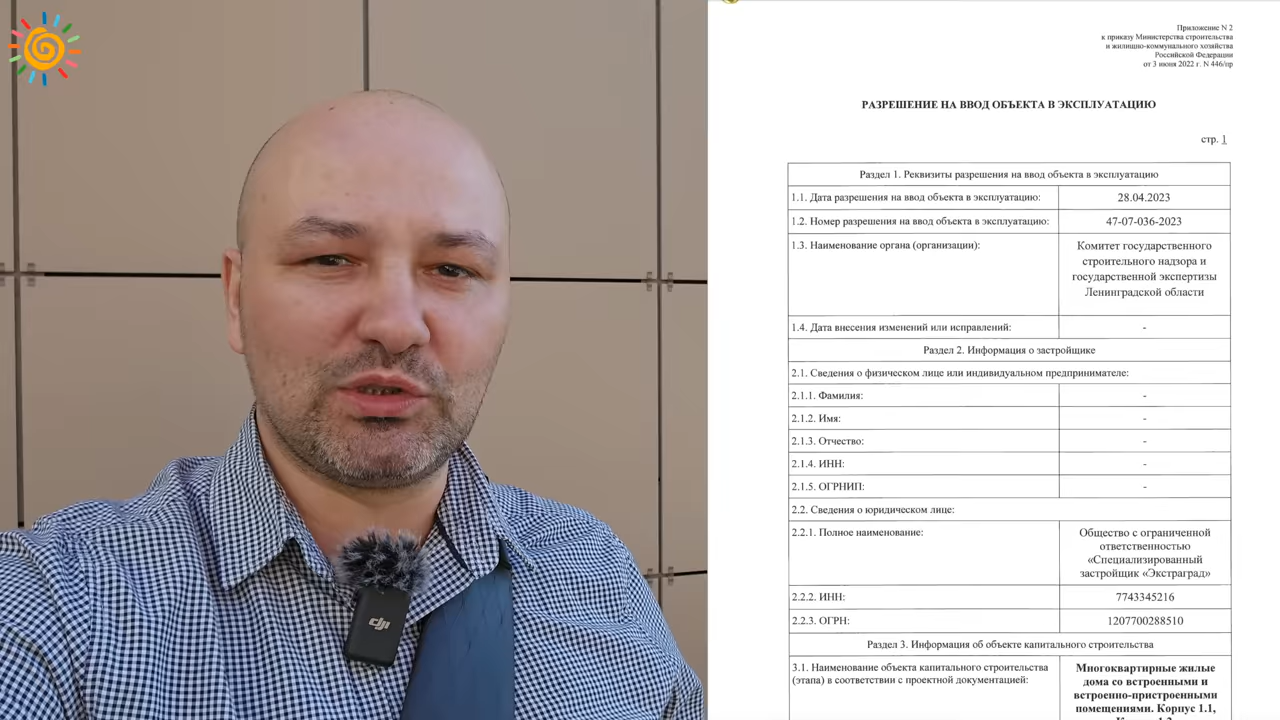 Приложение N 2
к приказу Министерства строительства
и жилищно-коммунального хозяйства
Российской Федерации
от 3 июня 2022 г. N 446/пр
РАЗРЕШЕНИЕ НА ВВОД ОБЪЕКТА В ЭКСПЛУАТАЦИЮ
стр. 1
Раздел 1. Реквизиты разрешения на ввод объекта в эксплуатацию
1.1. Дата разрешения на ввод объекта в эксплуатацию: 28.04.2023
1.2. Номер разрешения на ввод объекта в эксплуатацию: 47-07-036-2023
1.3. Наименование органа (организации): Комитет государственного
строительного надзора и
государственной экспертизы
Ленинградской области
1.4. Дата внесения изменений или исправлений: -
Раздел 2. Информация о застройщике
2.1. Сведения о физическом лице или индивидуальном предпринимателе:
2.1.1. Фамилия: -
2.1.2. Имя: -
2.1.3. Отчество: -
2.1.4. ИНН: -
2.1.5. ОГРНИП: -
2.2. Сведения о юридическом лице:
2.2.1. Полное наименование: Общество с ограниченной
ответственностью
«Специализированный
застройщик «Экстраград»
2.2.2. ИНН: 7743345216
2.2.3. ОГРН: 1207700288510
Раздел 3. Информация об объекте капитального строительства
3.1. Наименование объекта капитального строительства
(этапа) в соответствии с проектной документацией:
Многоквартирные жилые
дома со встроенными и
встроенно-пристроенными
помещениями. Корпус 1.1,
dji